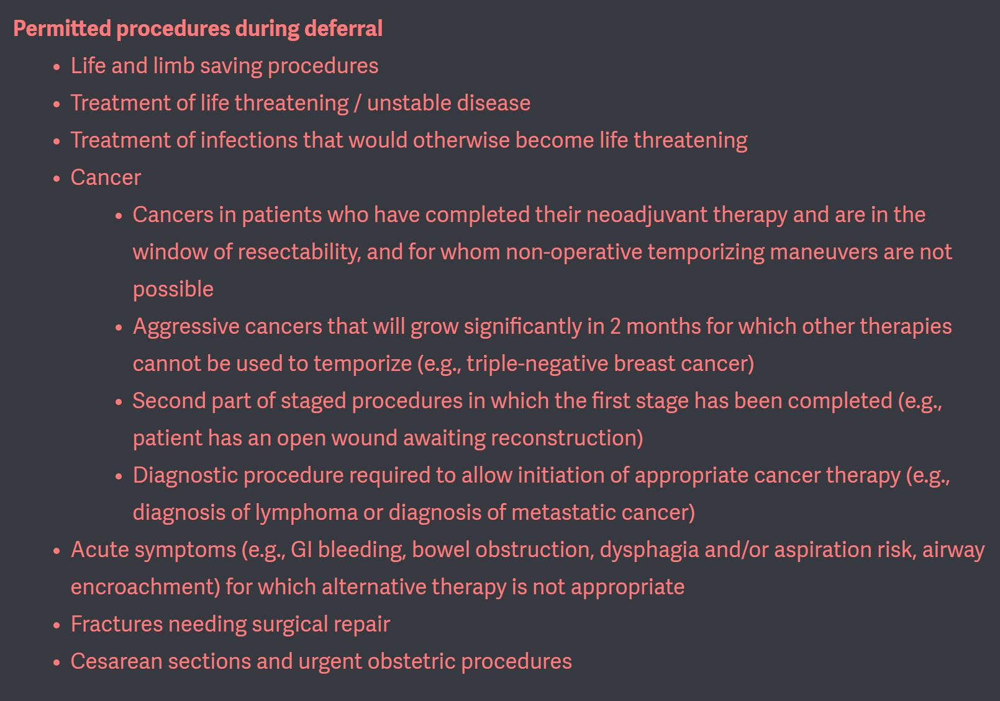 Permitted procedures during deferral
• Life and limb saving procedures
• Treatment of life threatening / unstable disease
• Treatment of infections that would otherwise become life threatening
• Cancer
• Cancers in patients who have completed their neoadjuvant therapy and are in the
window of resectability, and for whom non-operative temporizing maneuvers are not
possible
• Aggressive cancers that will grow significantly in 2 months for which other therapies
cannot be used to temporize (e.g., triple-negative breast cancer)
• Second part of staged procedures in which the first stage has been completed (e.g.,
patient has an open wound awaiting reconstruction)
• Diagnostic procedure required to allow initiation of appropriate cancer therapy (e.g.,
diagnosis of lymphoma or diagnosis of metastatic cancer)
• Acute symptoms (e.g., GI bleeding, bowel obstruction, dysphagia and/or aspiration risk, airway
encroachment) for which alternative therapy is not appropriate
• Fractures needing surgical repair
• Cesarean sections and urgent obstetric procedures